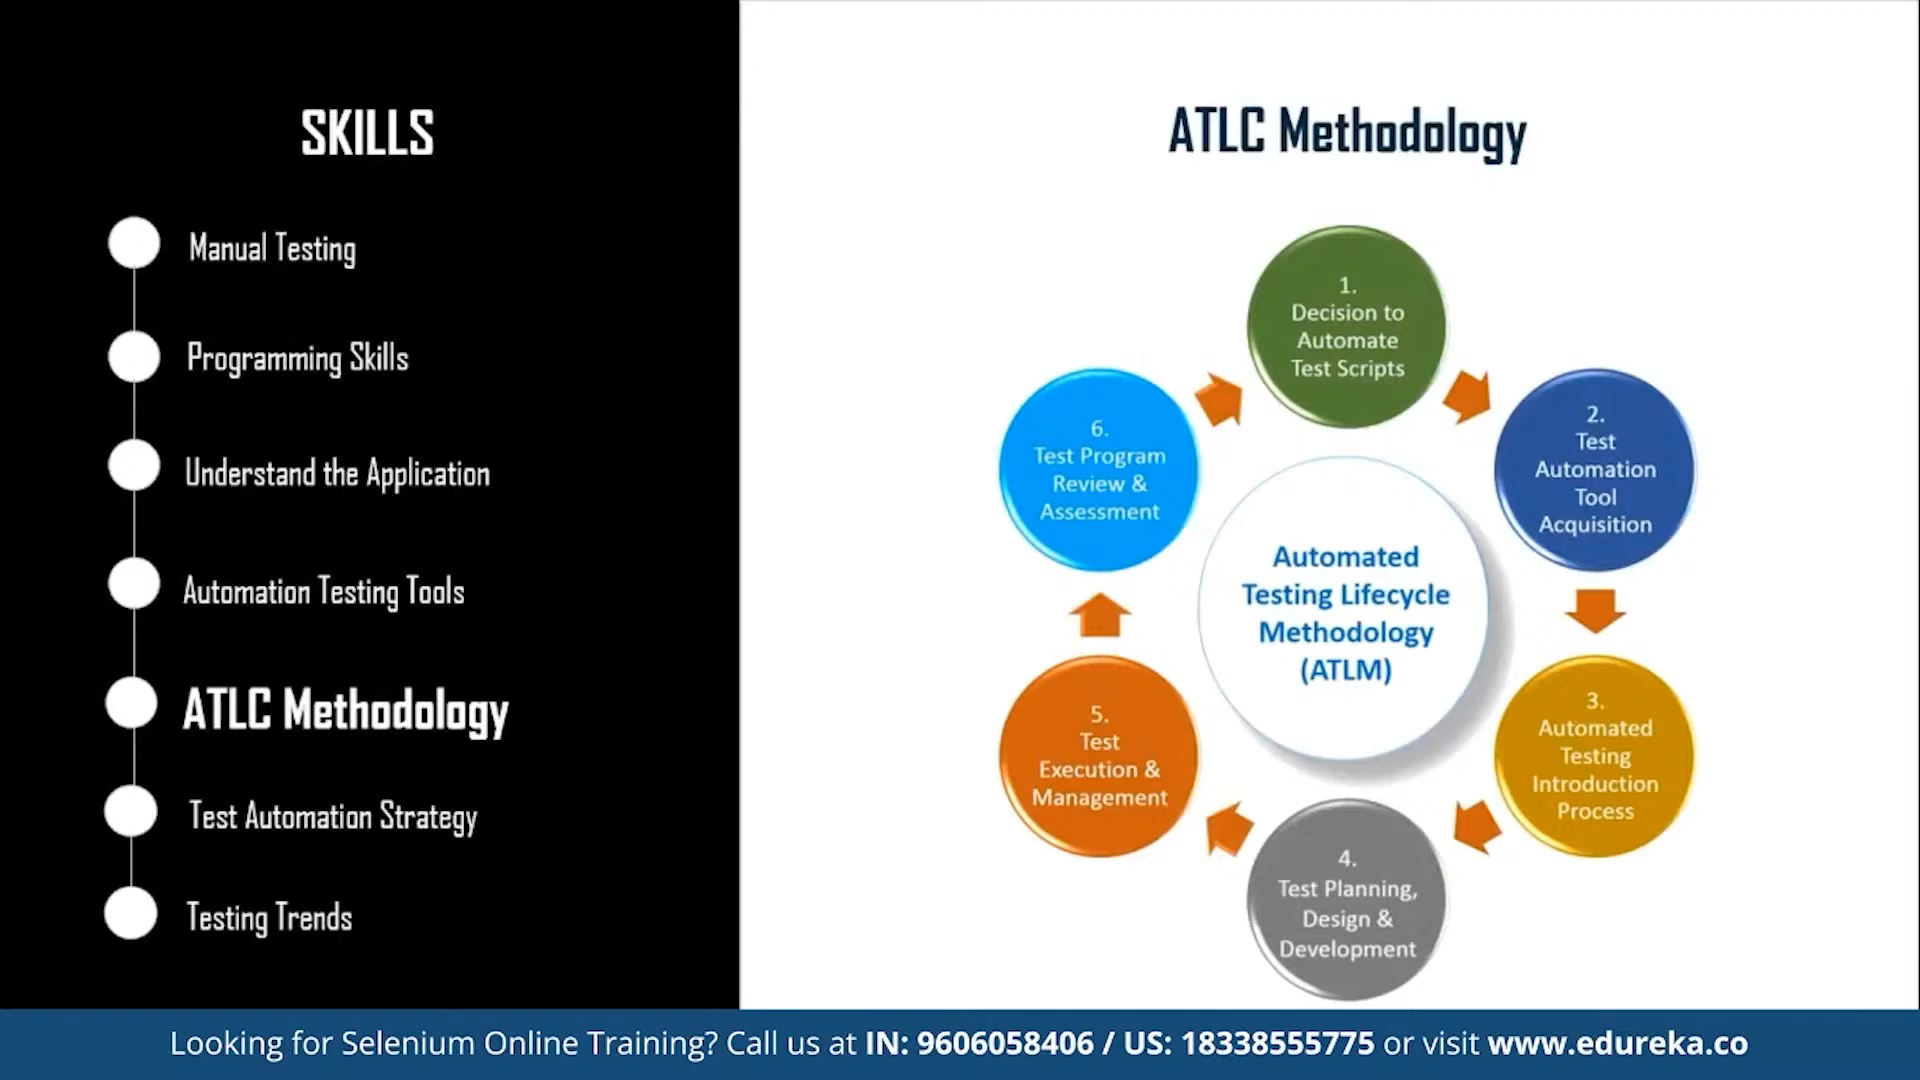 SKILLS
Manual Testing
Programming Skills
Understand the Application
Automation Testing Tools
ATLC Methodology
Test Automation Strategy
Testing Trends
ATLC Methodology
1.
Decision to
Automate
Test Scripts
2.
Test
Automation
Tool
Acquisition
3.
Automated
Testing
Introduction
Process
4.
Test Planning,
Design &
Development
5.
Test
Execution &
Management
6.
Test Program
Review &
Assessment
Automated
Testing Lifecycle
Methodology
(ATLM)
Looking for Selenium Online Training? Call us at IN: 9606058406 / US: 18338555775 or visit www.edureka.co